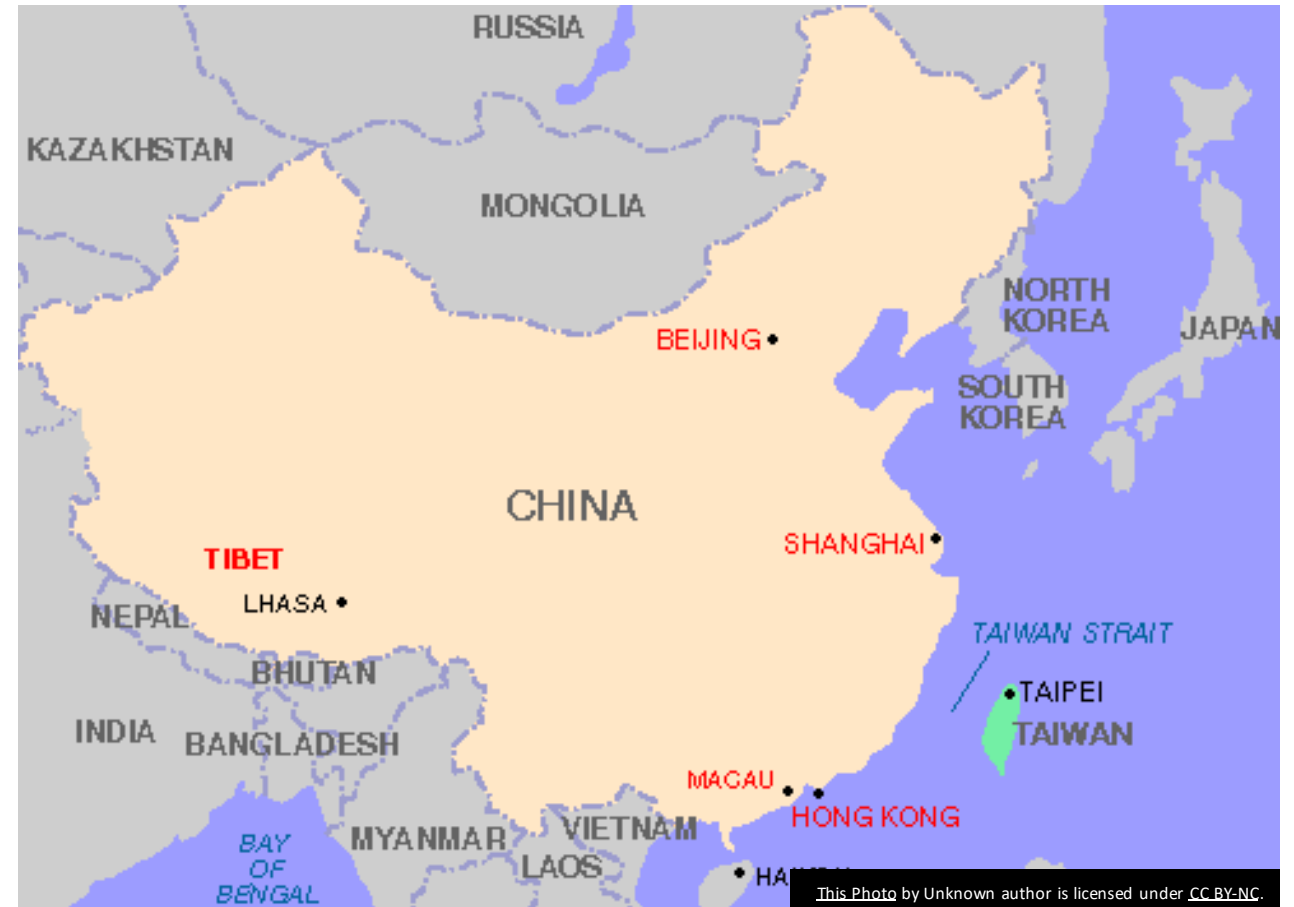 RUSSIA
KAZAKHSTAN
MONGOLIA
NORTH
KOREA
JAPAN
BEIJING
SOUTH
KOREA
CHINA
SHANGHAI
TIBET
LHASA
NEPAL
TAIWAN STRAIT
BHUTAN
TAIPEI
INDIA
BANGLADESH
TAIWAN
MACAU
HONG KONG
MYANMAR
VIETNAM
LAOS
BAY
OF
BENGAL
This Photo by Unknown author is licensed under CC BY-NC.